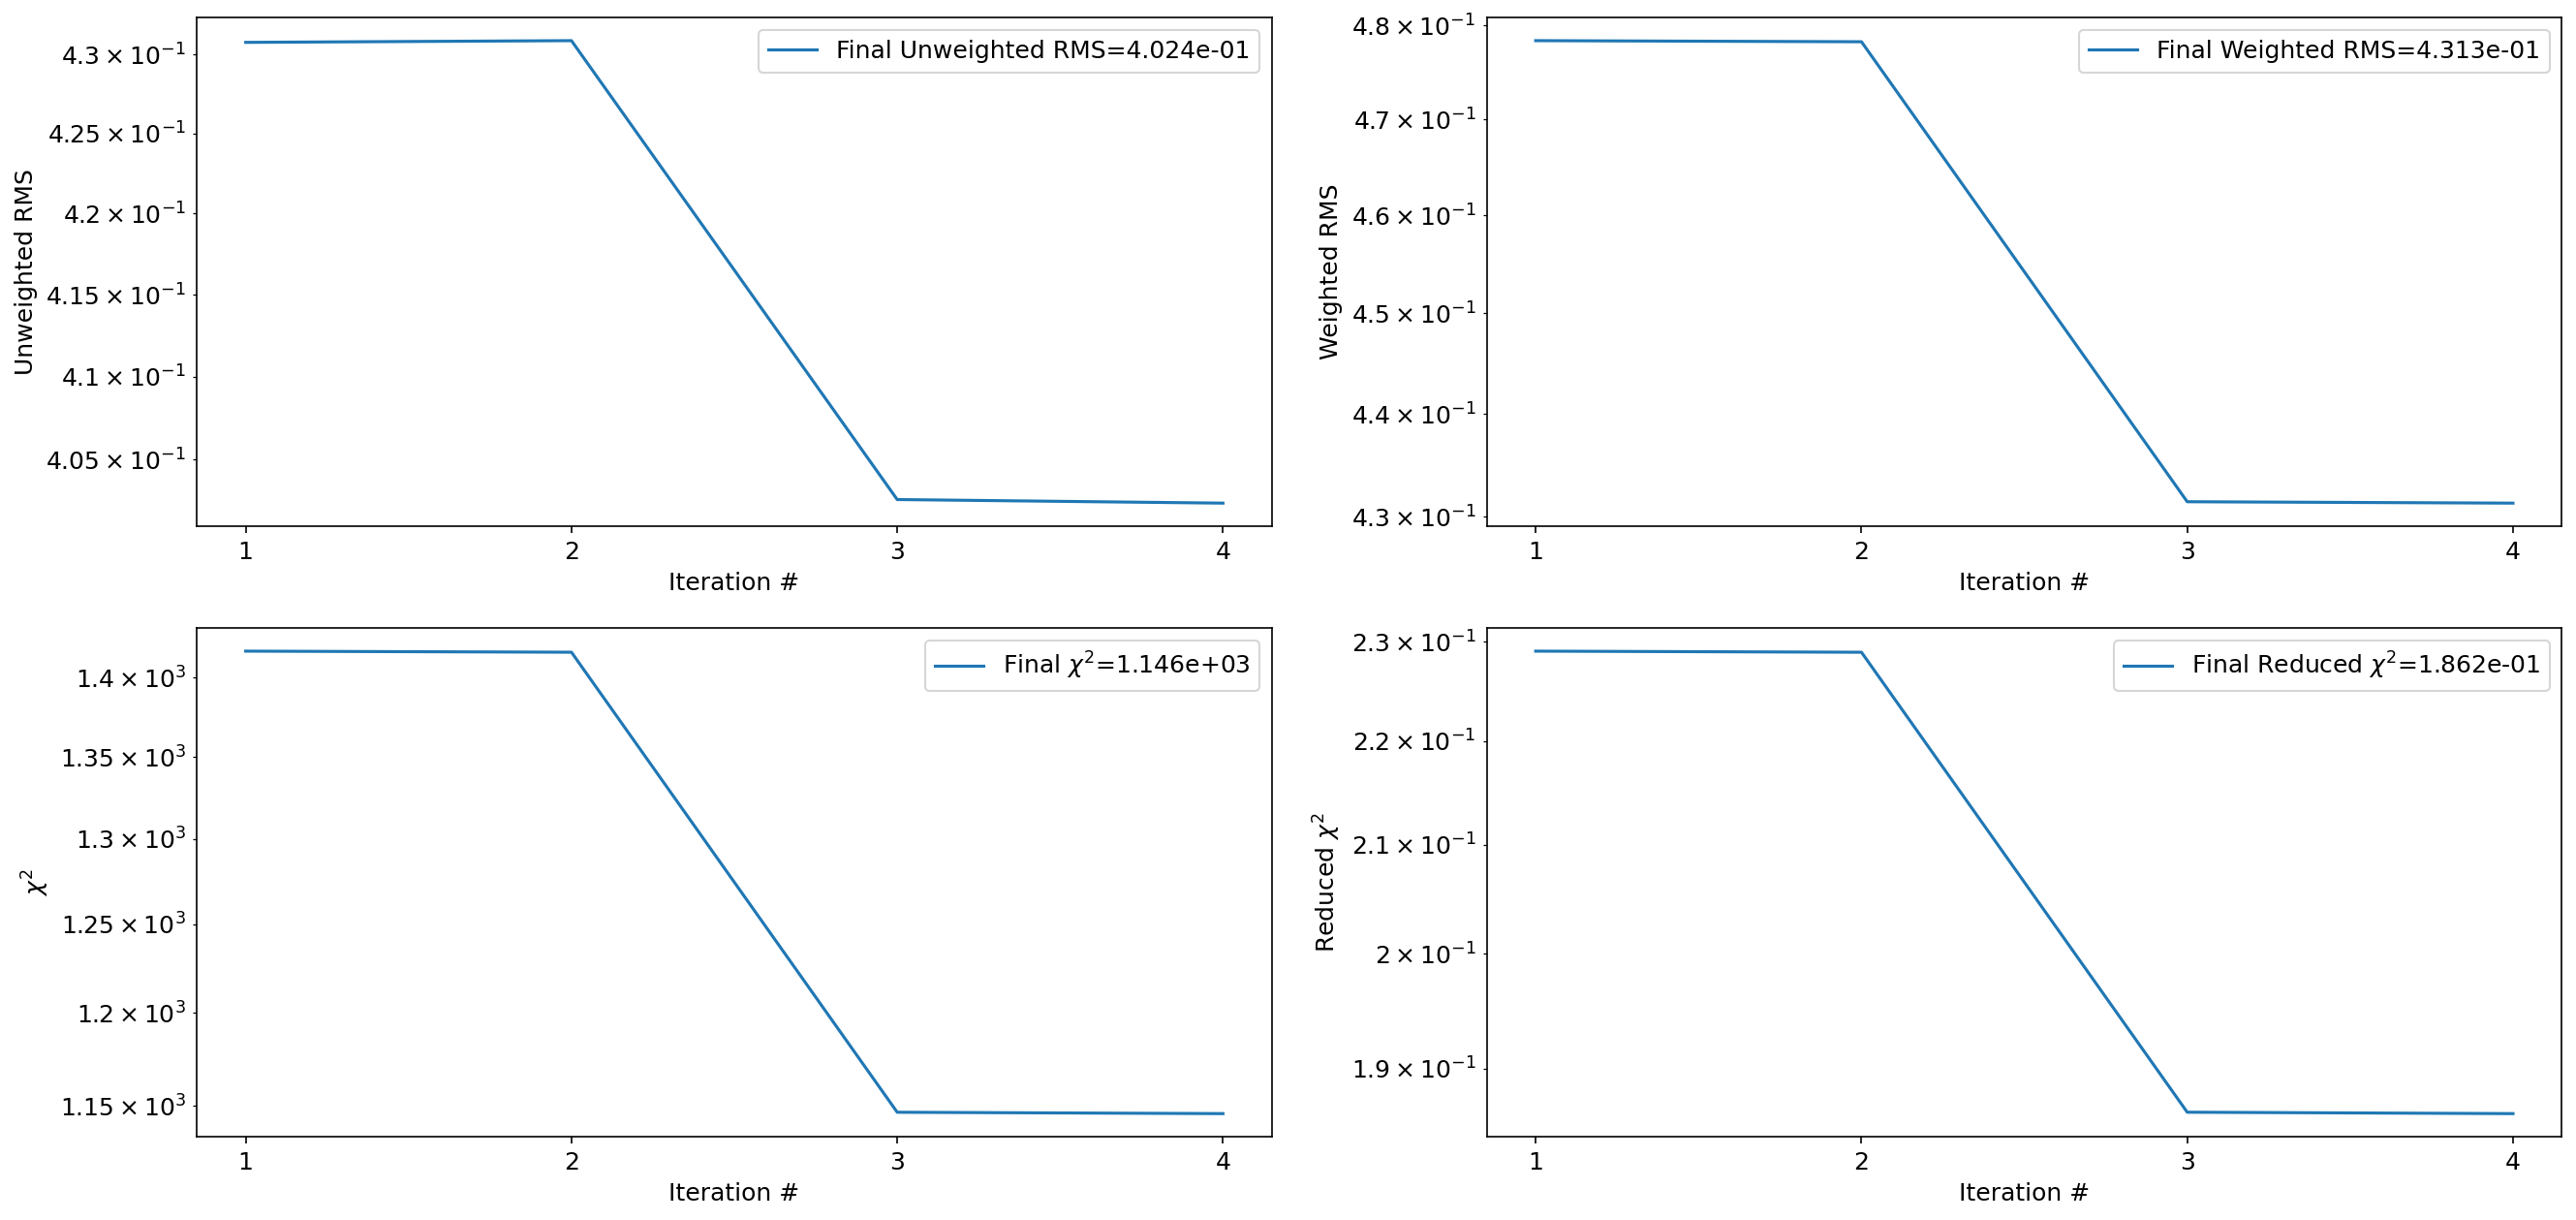 Final Unweighted RMS=4.024e-01
4.3×10⁻¹
4.25×10⁻¹
4.2×10⁻¹
4.15×10⁻¹
4.1×10⁻¹
4.05×10⁻¹
Unweighted RMS
1 2 3 4
Iteration #
Final Weighted RMS=4.313e-01
4.8×10⁻¹
4.7×10⁻¹
4.6×10⁻¹
4.5×10⁻¹
4.4×10⁻¹
4.3×10⁻¹
Weighted RMS
1 2 3 4
Iteration #
Final χ²=1.146e+03
1.4×10³
1.35×10³
1.3×10³
1.25×10³
1.2×10³
1.15×10³
χ²
1 2 3 4
Iteration #
Final Reduced χ²=1.862e-01
2.3×10⁻¹
2.2×10⁻¹
2.1×10⁻¹
2×10⁻¹
1.9×10⁻¹
Reduced χ²
1 2 3 4
Iteration #